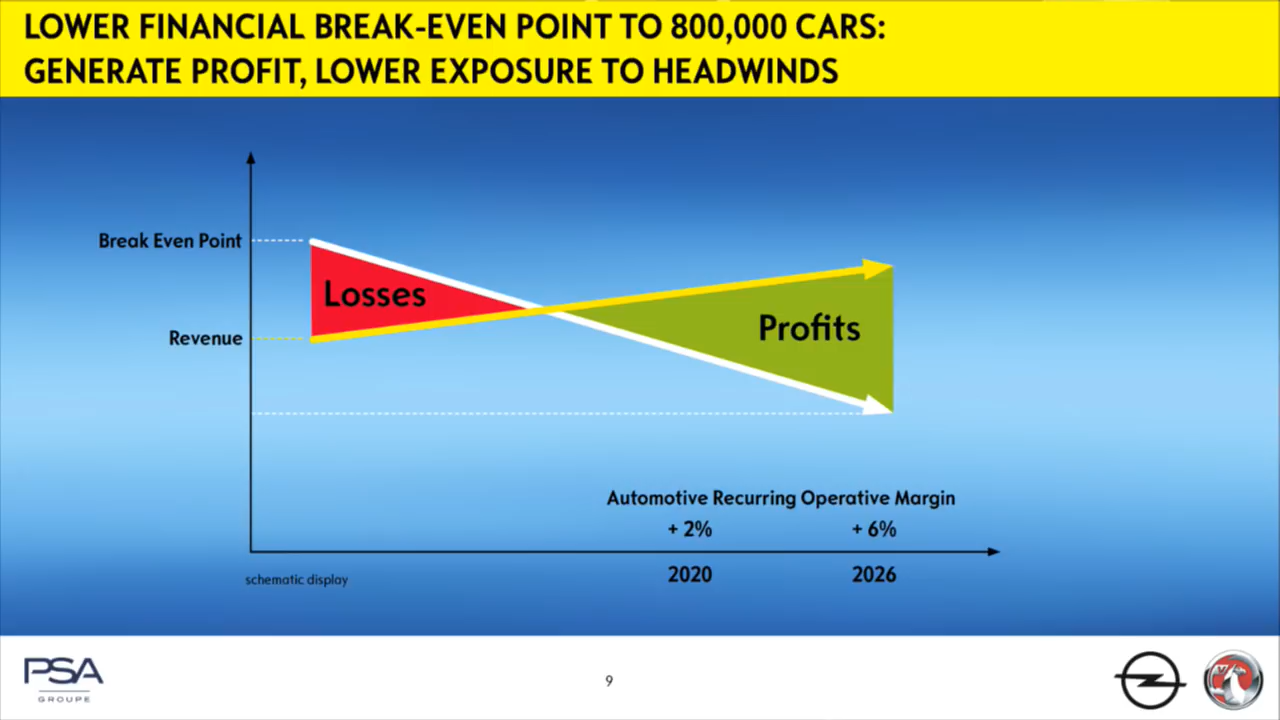 LOWER FINANCIAL BREAK-EVEN POINT TO 800,000 CARS:
GENERATE PROFIT, LOWER EXPOSURE TO HEADWINDS
Break Even Point
Losses
Profits
Revenue
Automotive Recurring Operative Margin
+ 2% + 6%
2020 2026
schematic display
PSA
GROUPE
9